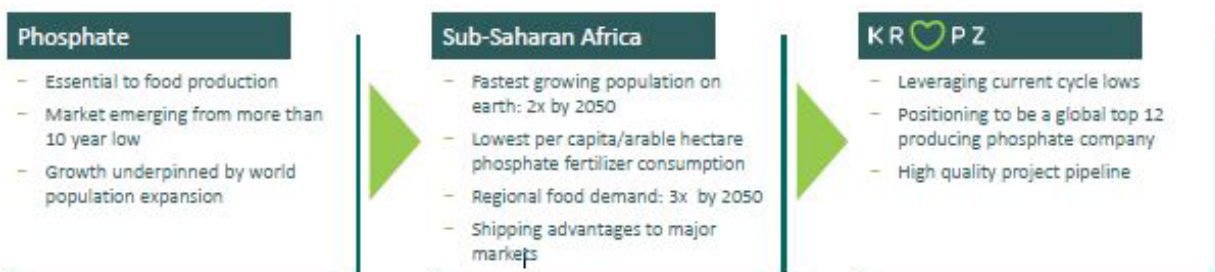 Phosphate
– Essential to food production
– Market emerging from more than
10 year low
– Growth underpinned by world
population expansion
Sub-Saharan Africa
– Fastest growing population on
earth: 2x by 2050
– Lowest per capita/arable hectare
phosphate fertilizer consumption
– Regional food demand: 3x by 2050
– Shipping advantages to major
markets
KROPZ
– Leveraging current cycle lows
– Positioning to be a global top 12
producing phosphate company
– High quality project pipeline